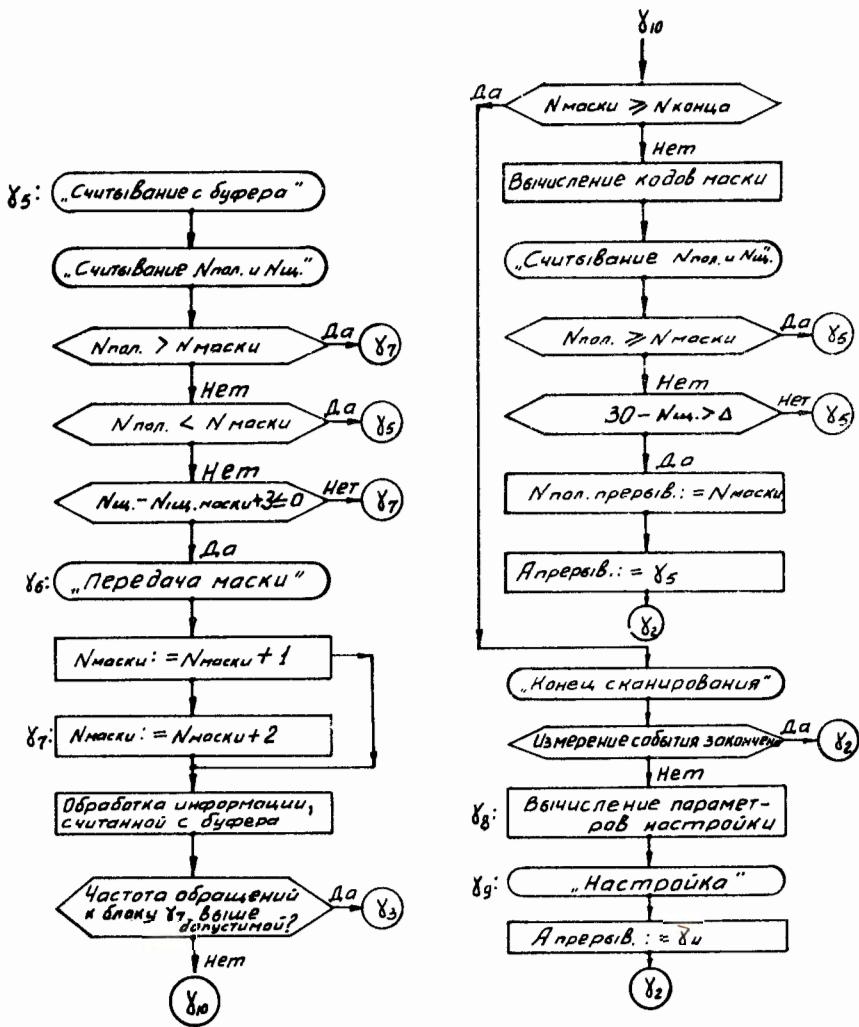 γ5: „Считывание с буфера"
„Считывание Nпол. и Nщ."
Nпол. > Nмаски
Да
γ7
Нет
Nпол. < Nмаски
Да
γ5
Нет
Nщ.-Nщ.маски+3≤0
Нет
γ7
Да
γ6: „Передача маски"
Nмаски: = Nмаски + 1
γ7: Nмаски: = Nмаски + 2
Обработка информации,
считанной с буфера
Частота обращений
к блоку γ7 выше
допустимой?
Да
γ3
Нет
γ10
γ10
Да
Nмаски ≥ Nконца
Нет
Вычисление кодов маски
„Считывание Nпол. и Nщ."
Nпол. ≥ Nмаски
Да
γ5
Нет
30 - Nщ. > Δ
Нет
γ5
Да
Nпол. прерыв.: = Nмаски
Aпрерыв.: = γ5
γ2
„Конец сканирования"
Измерение события закончено
Да
γ2
Нет
γ8: Вычисление парамет-
ров настройки
γ9: „Настройка"
Aпрерыв. : = γ4
γ2